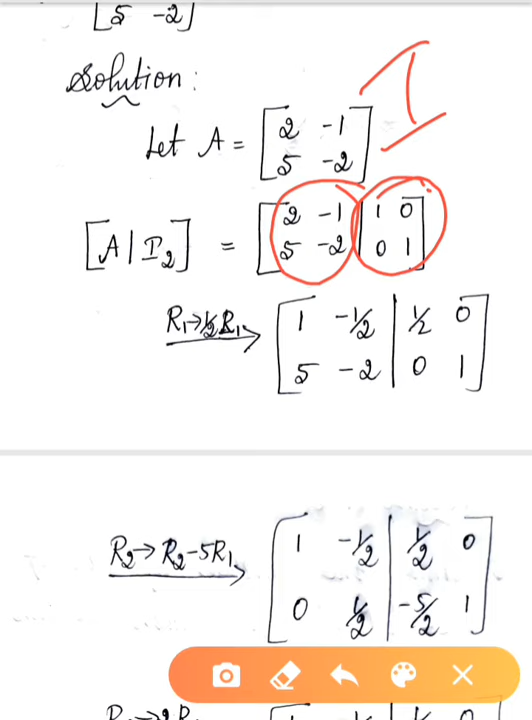 [5 -2]
Solution:
I
Let A = [2 -1
5 -2]
[A|I₂] = [2 -1 | 1 0
5 -2 | 0 1]
R₁→½R₁ [1 -½ | ½ 0
5 -2 | 0 1]
R₂→R₂-5R₁ [1 -½ | ½ 0
0 ½ | -5/2 1]